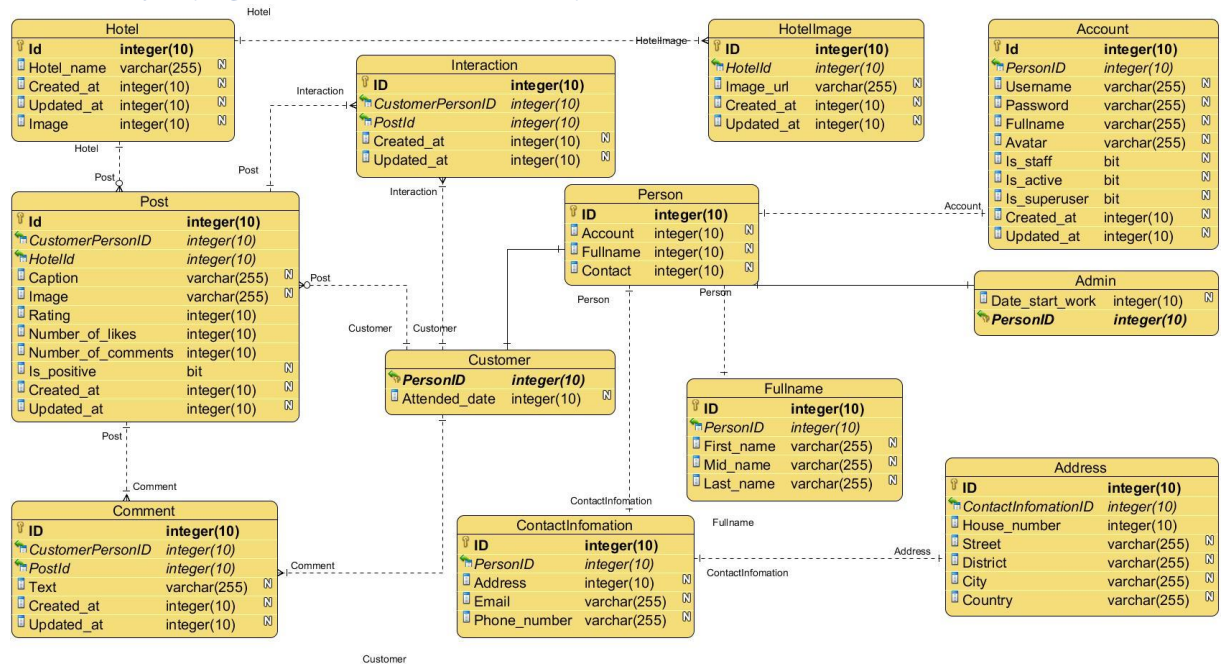 Hotel
Id integer(10)
Hotel_name varchar(255) N
Created_at integer(10) N
Updated_at integer(10) N
Image integer(10) N
Hotel
HotelImage
HotelImage
ID integer(10)
HotelId integer(10)
Image_url varchar(255) N
Created_at integer(10) N
Updated_at integer(10) N
Account
Id integer(10)
PersonID integer(10)
Username varchar(255) N
Password varchar(255) N
Fullname varchar(255) N
Avatar varchar(255) N
Is_staff bit N
Is_active bit N
Is_superuser bit N
Created_at integer(10) N
Updated_at integer(10) N
Interaction
Interaction
ID integer(10)
CustomerPersonID integer(10)
PostId integer(10)
Created_at integer(10) N
Updated_at integer(10) N
Hotel
Post
Post
Interaction
Post
Id integer(10)
CustomerPersonID integer(10)
HotelId integer(10)
Caption varchar(255) N
Image varchar(255) N
Rating integer(10)
Number_of_likes integer(10)
Number_of_comments integer(10)
Is_positive bit N
Created_at integer(10) N
Updated_at integer(10) N
Post
Person
ID integer(10)
Account integer(10) N
Fullname integer(10) N
Contact integer(10) N
Account
Person
Person
Admin
Date_start_work integer(10) N
PersonID integer(10)
Customer
Customer
Customer
PersonID integer(10)
Attended_date integer(10) N
Fullname
ID integer(10)
PersonID integer(10)
First_name varchar(255) N
Mid_name varchar(255) N
Last_name varchar(255) N
Post
Comment
Comment
ID integer(10)
CustomerPersonID integer(10)
PostId integer(10)
Text varchar(255) N
Created_at integer(10) N
Updated_at integer(10) N
Comment
ContactInfomation
Fullname
ContactInfomation
ID integer(10)
PersonID integer(10)
Address integer(10) N
Email varchar(255) N
Phone_number varchar(255) N
Address
ContactInfomation
Address
ID integer(10)
ContactInfomationID integer(10)
House_number integer(10)
Street varchar(255) N
District varchar(255) N
City varchar(255) N
Country varchar(255) N
Customer